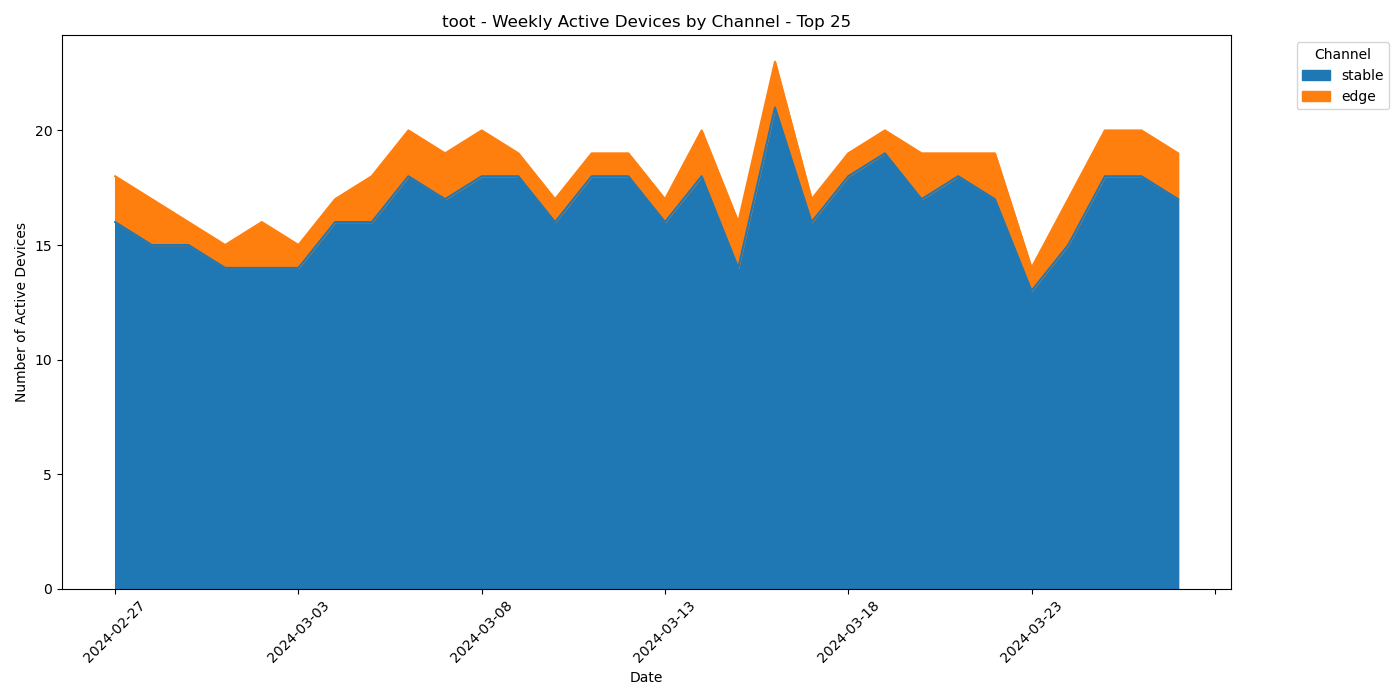 toot - Weekly Active Devices by Channel - Top 25
Channel
stable
edge
Number of Active Devices
20
15
10
5
0
2024-02-27
2024-03-03
2024-03-08
2024-03-13
2024-03-18
2024-03-23
Date